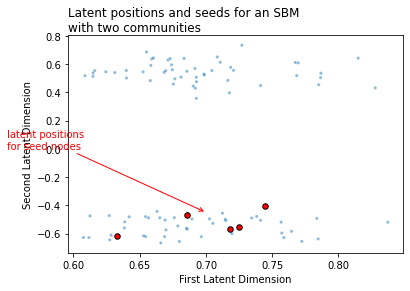 Latent positions and seeds for an SBM
with two communities
0.8
0.6
0.4
0.2
0.0
−0.2
−0.4
−0.6
Second Latent Dimension
latent positions
for seed nodes
0.60
0.65
0.70
0.75
0.80
First Latent Dimension